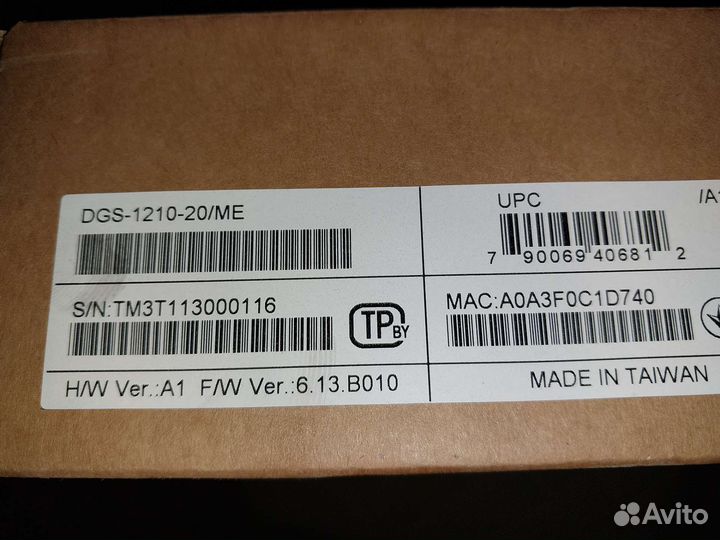 DGS-1210-20/ME
UPC
/A1
7 90069 40681 2
S/N:TM3T113000116
TP BY
MAC:A0A3F0C1D740
H/W Ver.:A1 F/W Ver.:6.13.B010
MADE IN TAIWAN
Avito